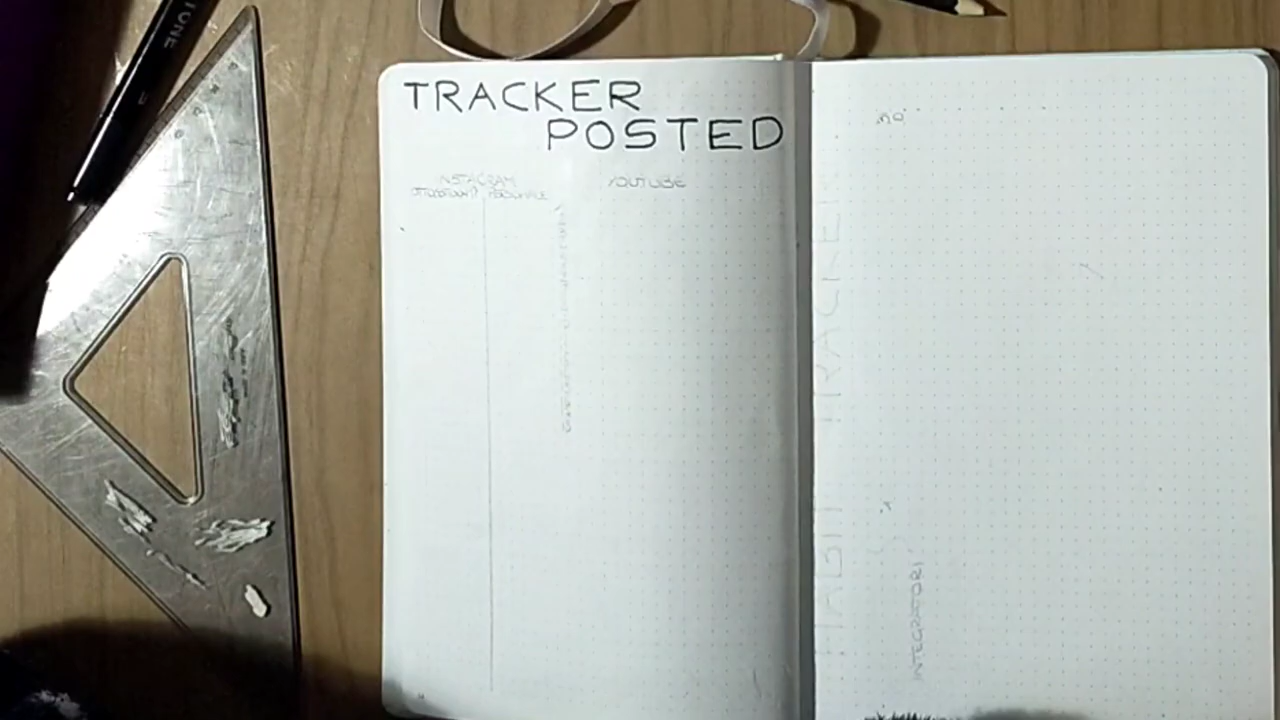 TRACKER
POSTED
INSTAGRAM
PERSONALE
YOUTUBE
HABIT TRACKER
INTEGRATORI